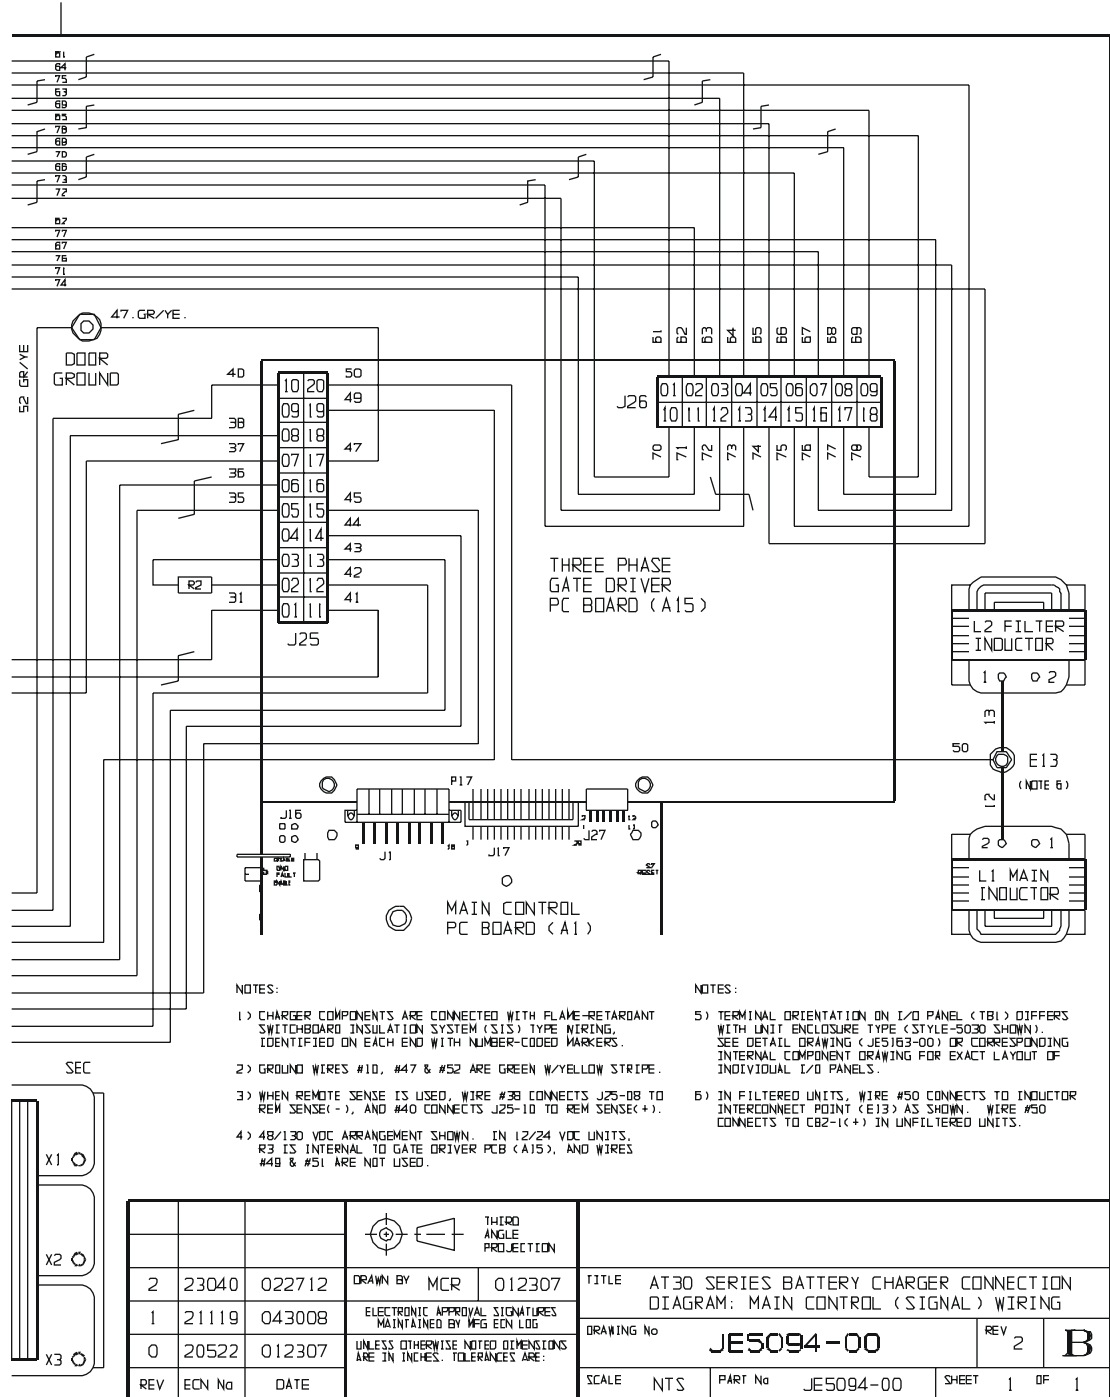 61
64
75
63
69
65
78
68
70
66
73
72
62
77
67
76
71
74
47.GR/YE.
52 GR/YE
DOOR
GROUND
61 62 63 64 65 66 67 68 69
01 02 03 04 05 06 07 08 09
J26
10 11 12 13 14 15 16 17 18
70 71 72 73 74 75 76 77 78
40 10 20 50
09 19 49
38 08 18
37 07 17 47
36 06 16
35 05 15 45
04 14 44
03 13 43
R2 02 12 42
31 01 11 41
J25
THREE PHASE
GATE DRIVER
PC BOARD (A15)
L2 FILTER
INDUCTOR
1 2
13
50
E13
(NOTE 6)
12
2 1
L1 MAIN
INDUCTOR
P17
J16
J1
J17
J27
GND
FAULT
RESET
MAIN CONTROL
PC BOARD (A1)
NOTES:
1) CHARGER COMPONENTS ARE CONNECTED WITH FLAME-RETARDANT
SWITCHBOARD INSULATION SYSTEM (SIS) TYPE WIRING,
IDENTIFIED ON EACH END WITH NUMBER-CODED MARKERS.
2) GROUND WIRES #10, #47 & #52 ARE GREEN W/YELLOW STRIPE.
3) WHEN REMOTE SENSE IS USED, WIRE #38 CONNECTS J25-08 TO
REM SENSE(-), AND #40 CONNECTS J25-10 TO REM SENSE(+).
4) 48/130 VDC ARRANGEMENT SHOWN. IN 12/24 VDC UNITS,
R3 IS INTERNAL TO GATE DRIVER PCB (A15), AND WIRES
#49 & #51 ARE NOT USED.
NOTES:
5) TERMINAL ORIENTATION ON I/O PANEL (TB1) DIFFERS
WITH UNIT ENCLOSURE TYPE (STYLE-5030 SHOWN).
SEE DETAIL DRAWING (JE5163-00) OR CORRESPONDING
INTERNAL COMPONENT DRAWING FOR EXACT LAYOUT OF
INDIVIDUAL I/O PANELS.
6) IN FILTERED UNITS, WIRE #50 CONNECTS TO INDUCTOR
INTERCONNECT POINT (E13) AS SHOWN. WIRE #50
CONNECTS TO CB2-1(+) IN UNFILTERED UNITS.
SEC
X1
X2
X3
2 23040 022712
1 21119 043008
0 20522 012307
REV ECN No DATE
THIRD
ANGLE
PROJECTION
DRAWN BY MCR 012307
ELECTRONIC APPROVAL SIGNATURES
MAINTAINED BY MFG ECN LOG
UNLESS OTHERWISE NOTED DIMENSIONS
ARE IN INCHES. TOLERANCES ARE:
TITLE AT30 SERIES BATTERY CHARGER CONNECTION
DIAGRAM: MAIN CONTROL (SIGNAL) WIRING
DRAWING No JE5094-00 REV 2 B
SCALE NTS PART No JE5094-00 SHEET 1 OF 1